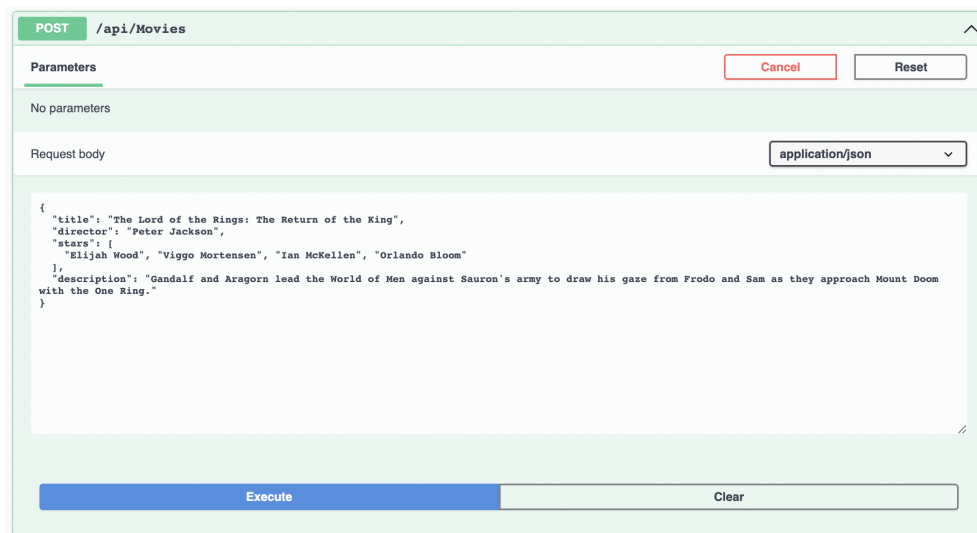 POST /api/Movies
Parameters Cancel Reset
No parameters
Request body application/json
{
"title": "The Lord of the Rings: The Return of the King",
"director": "Peter Jackson",
"stars": [
"Elijah Wood", "Viggo Mortensen", "Ian McKellen", "Orlando Bloom"
],
"description": "Gandalf and Aragorn lead the World of Men against Sauron's army to draw his gaze from Frodo and Sam as they approach Mount Doom
with the One Ring."
}
Execute Clear